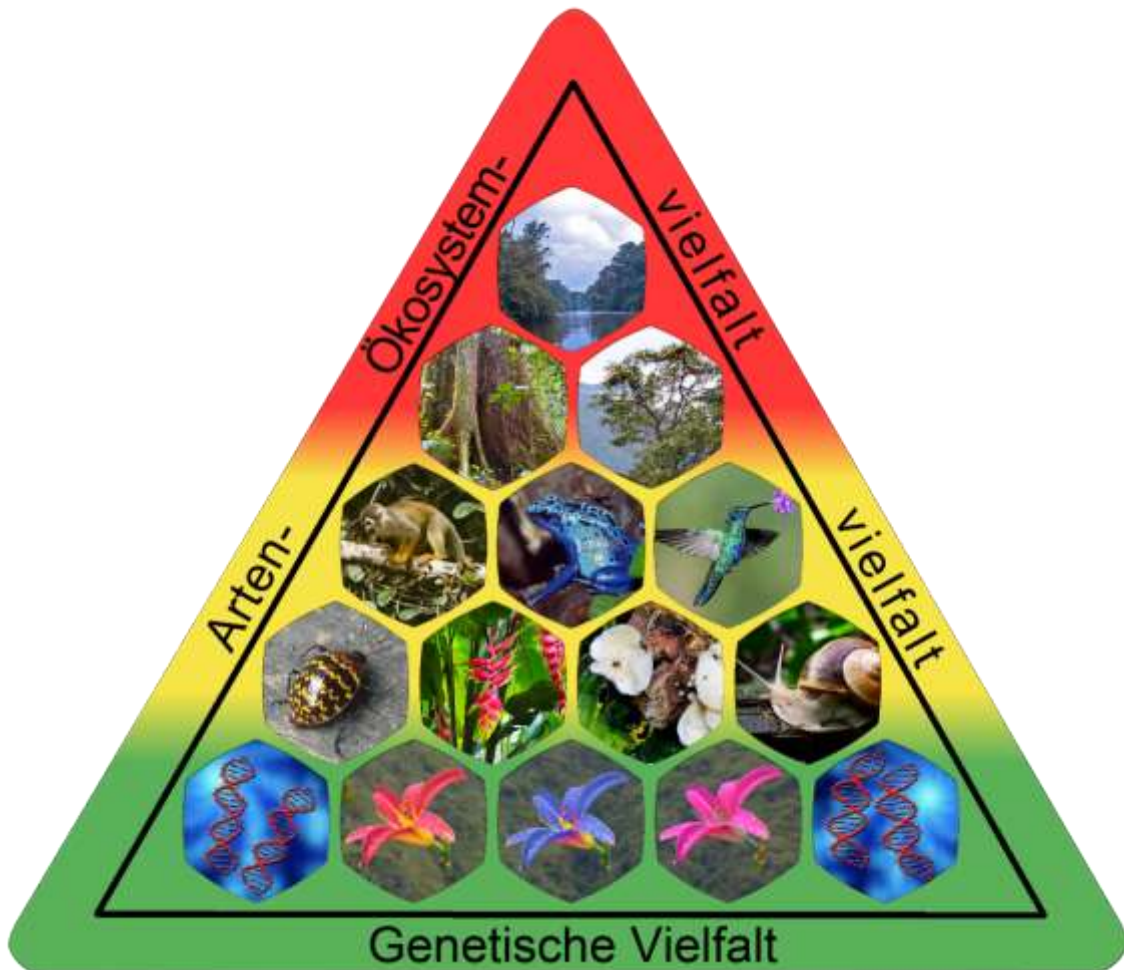 Ökosystem-
vielfalt
Arten-
vielfalt
Genetische Vielfalt